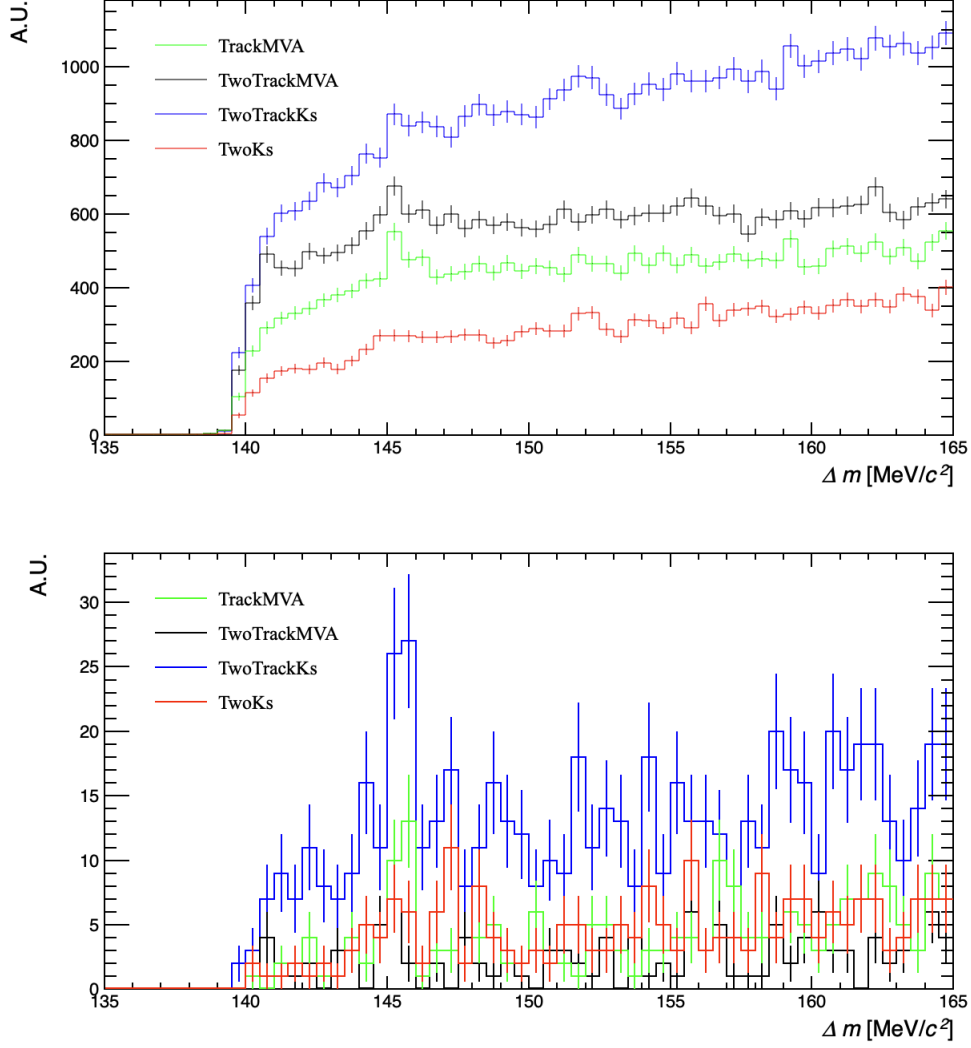 A.U.
TrackMVA
TwoTrackMVA
TwoTrackKs
TwoKs
1000
800
600
400
200
0
135 140 145 150 155 160 165
Δ m [MeV/c²]
A.U.
TrackMVA
TwoTrackMVA
TwoTrackKs
TwoKs
30
25
20
15
10
5
0
135 140 145 150 155 160 165
Δ m [MeV/c²]